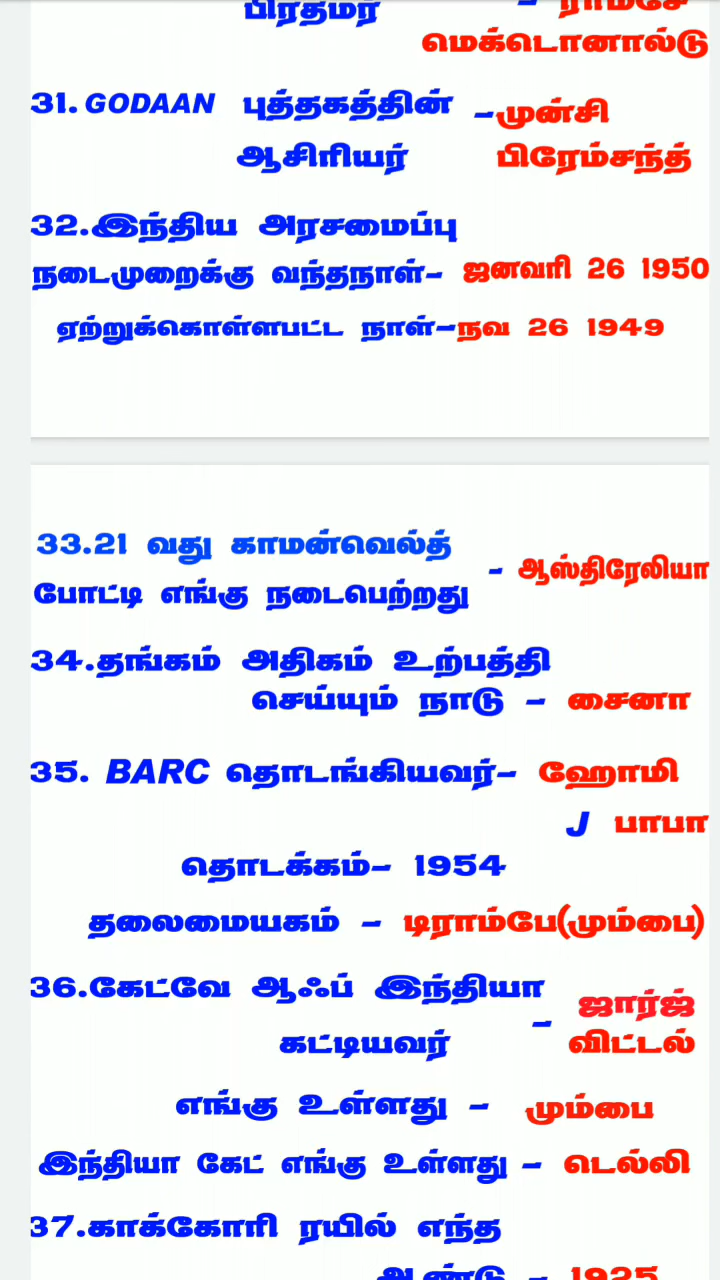 பிரதமர் - ராம்சே
மெக்டொனால்டு
31. GODAAN புத்தகத்தின் -முன்சி
ஆசிரியர் பிரேம்சந்த்
32.இந்திய அரசமைப்பு
நடைமுறைக்கு வந்தநாள்- ஜனவரி 26 1950
ஏற்றுக்கொள்ளபட்ட நாள்-நவ 26 1949
33.21 வது காமன்வெல்த்
போட்டி எங்கு நடைபெற்றது - ஆஸ்திரேலியா
34.தங்கம் அதிகம் உற்பத்தி
செய்யும் நாடு - சைனா
35. BARC தொடங்கியவர்- ஹோமி
J பாபா
தொடக்கம்- 1954
தலைமையகம் - டிராம்பே(மும்பை)
36.கேட்வே ஆஃப் இந்தியா
கட்டியவர் - ஜார்ஜ் விட்டல்
எங்கு உள்ளது - மும்பை
இந்தியா கேட் எங்கு உள்ளது - டெல்லி
37.காக்கோரி ரயில் எந்த
ஆண்டு - 1925